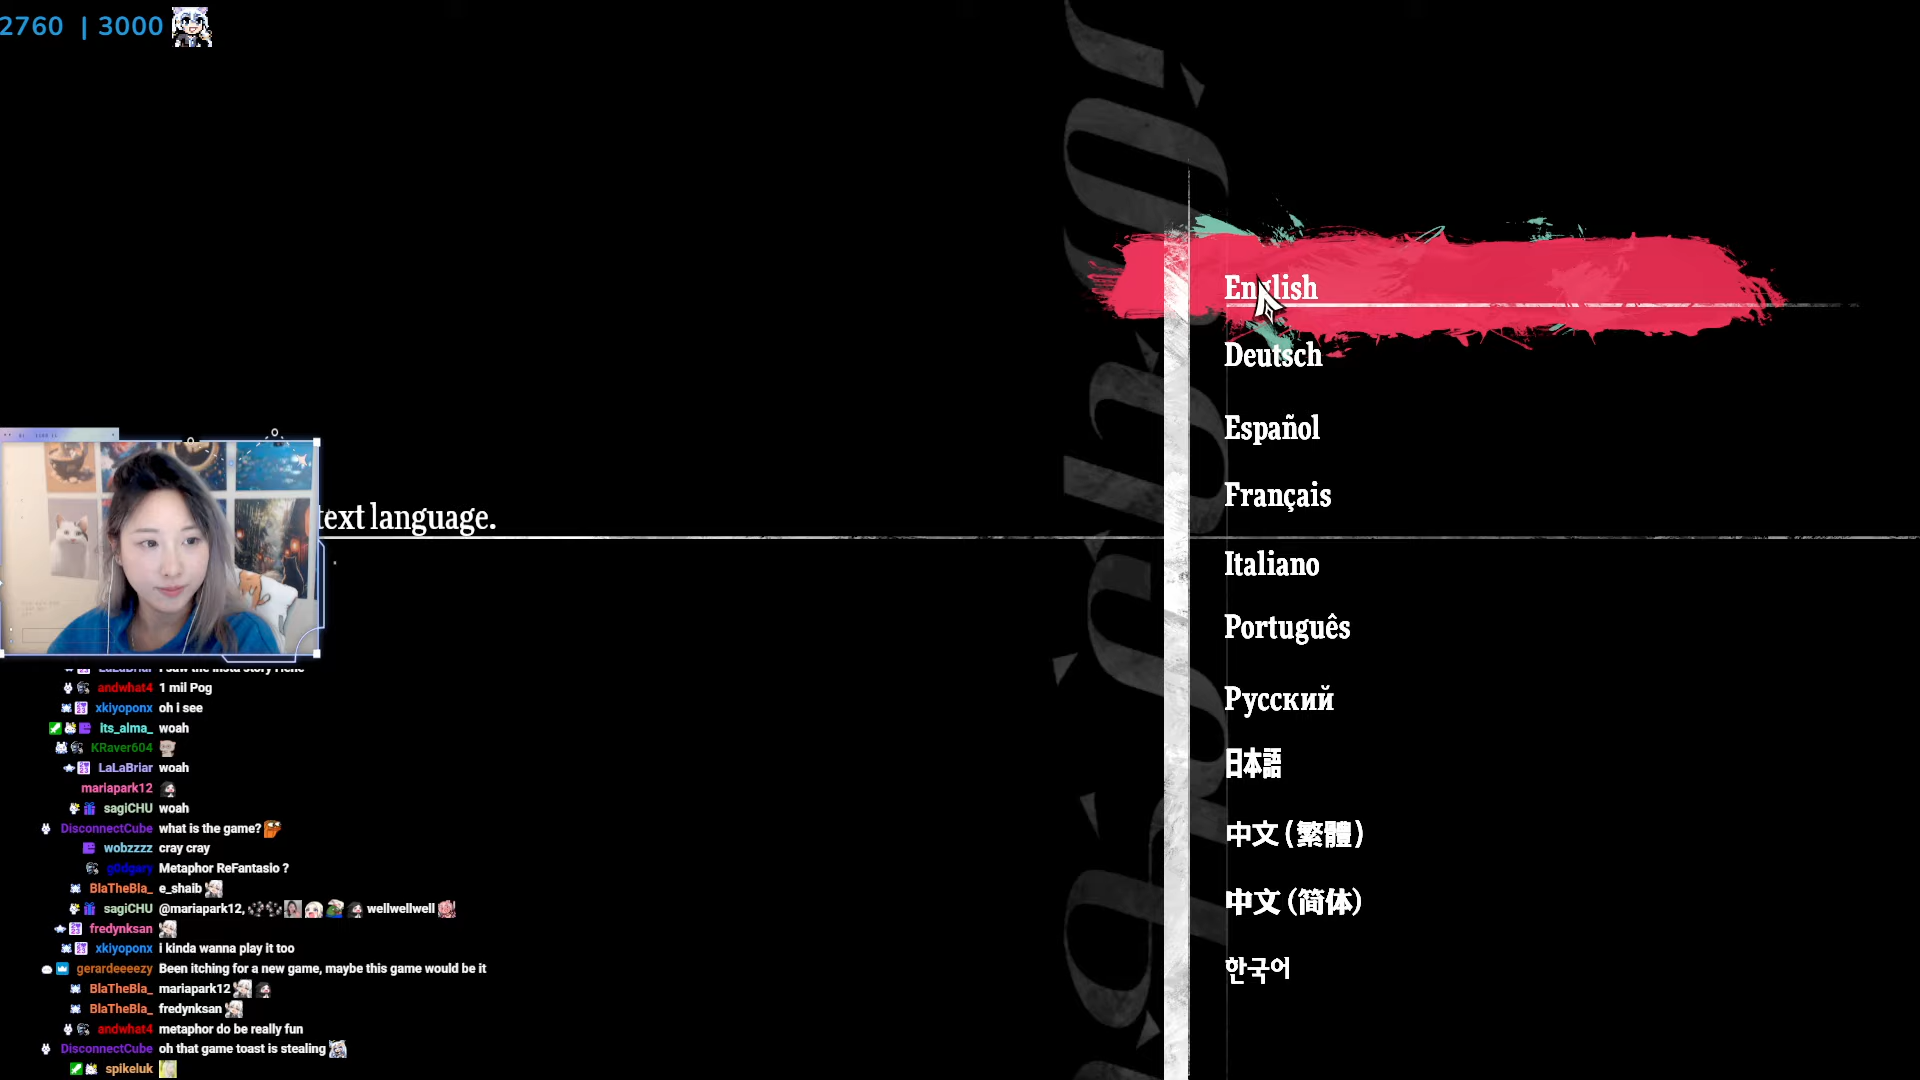 2760 | 3000
text language.
English
Deutsch
Español
Français
Italiano
Português
Русский
日本語
中文 (繁體)
中文 (简体)
한국어
andwhat4 1 mil Pog
xkiyoponx oh i see
its_alma_ woah
KRaver604
LaLaBriar woah
mariapark12
sagiCHU woah
DisconnectCube what is the game?
wobzzzz cray cray
g0dgary Metaphor ReFantasio ?
BlaTheBla_ e_shaib
sagiCHU @mariapark12, wellwellwell
fredynksan
xkiyoponx i kinda wanna play it too
gerardeeeezy Been itching for a new game, maybe this game would be it
BlaTheBla_ mariapark12
BlaTheBla_ fredynksan
andwhat4 metaphor do be really fun
DisconnectCube oh that game toast is stealing
spikeluk